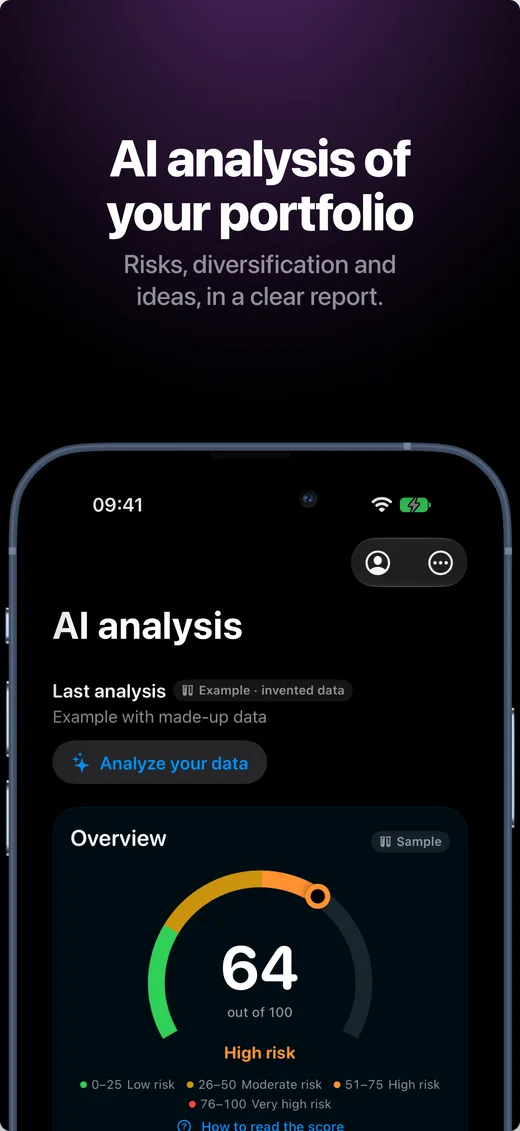 AI analysis of
your portfolio
Risks, diversification and
ideas, in a clear report.
09:41
AI analysis
Last analysis Example · invented data
Example with made-up data
Analyze your data
Overview Sample
64
out of 100
High risk
0–25 Low risk 26–50 Moderate risk 51–75 High risk
76–100 Very high risk
How to read the score